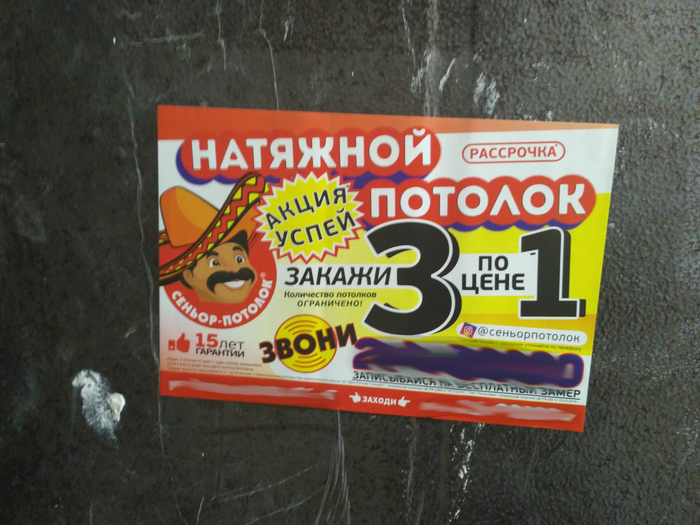 НАТЯЖНОЙ
РАССРОЧКА*
ПОТОЛОК
АКЦИЯ
УСПЕЙ
ЗАКАЖИ 3 ПО ЦЕНЕ 1
Количество потолков
ОГРАНИЧЕНО!
СЕНЬОР-ПОТОЛОК®
@сеньорпотолок
15 лет
ГАРАНТИИ
ЗВОНИ
ЗАПИСЫВАЙСЯ НА БЕСПЛАТНЫЙ ЗАМЕР
ЗАХОДИ